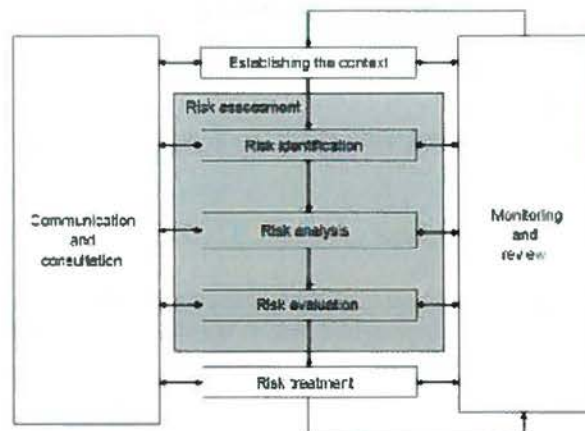 Establishing the context
Risk assessment
Risk identification
Communication
and
consultation
Risk analysis
Monitoring
and
review
Risk evaluation
Risk treatment